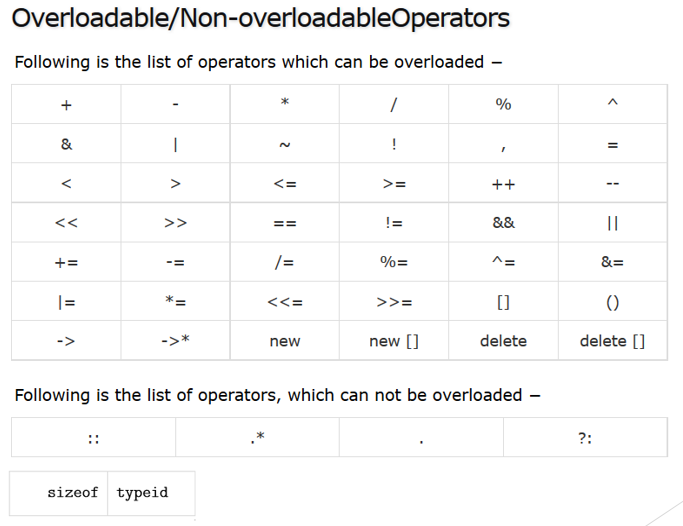 Overloadable/Non-overloadableOperators
Following is the list of operators which can be overloaded −
+ - * / % ^
& | ~ ! , =
< > <= >= ++ --
<< >> == != && ||
+= -= /= %= ^= &=
|= *= <<= >>= [] ()
-> ->* new new [] delete delete []
Following is the list of operators, which can not be overloaded −
:: .* . ?:
sizeof typeid